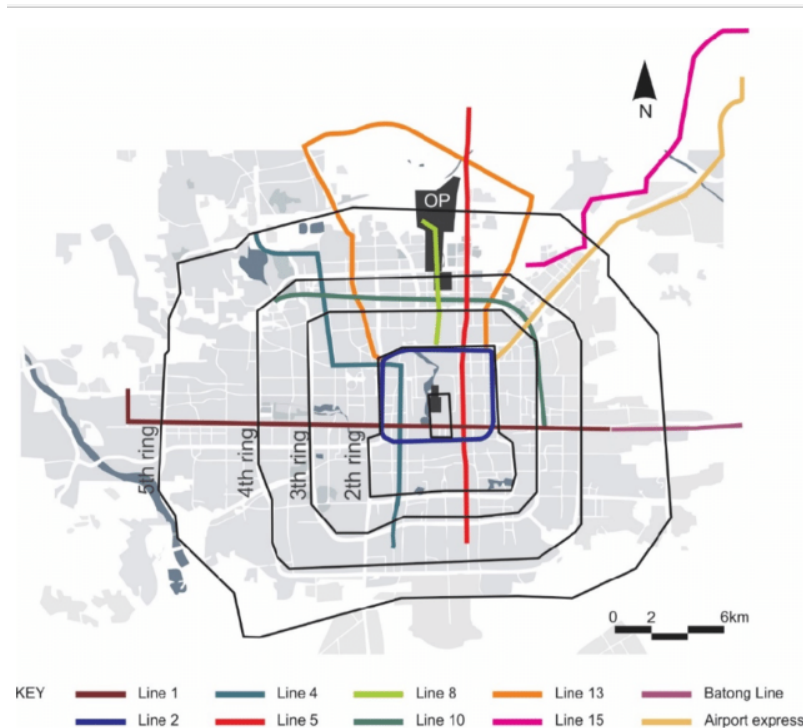 N
OP
5th ring
4th ring
3th ring
2th ring
0 2 6km
KEY Line 1 Line 4 Line 8 Line 13 Batong Line
Line 2 Line 5 Line 10 Line 15 Airport express